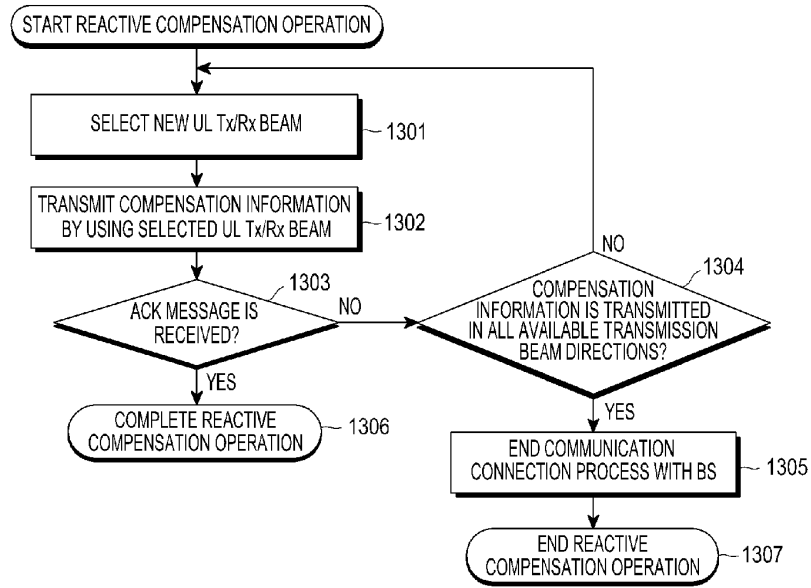 START REACTIVE COMPENSATION OPERATION
SELECT NEW UL Tx/Rx BEAM
1301
TRANSMIT COMPENSATION INFORMATION
BY USING SELECTED UL Tx/Rx BEAM
1302
1303
ACK MESSAGE IS
RECEIVED?
NO
YES
COMPLETE REACTIVE
COMPENSATION OPERATION
1306
NO
1304
COMPENSATION
INFORMATION IS TRANSMITTED
IN ALL AVAILABLE TRANSMISSION
BEAM DIRECTIONS?
YES
END COMMUNICATION
CONNECTION PROCESS WITH BS
1305
END REACTIVE
COMPENSATION OPERATION
1307